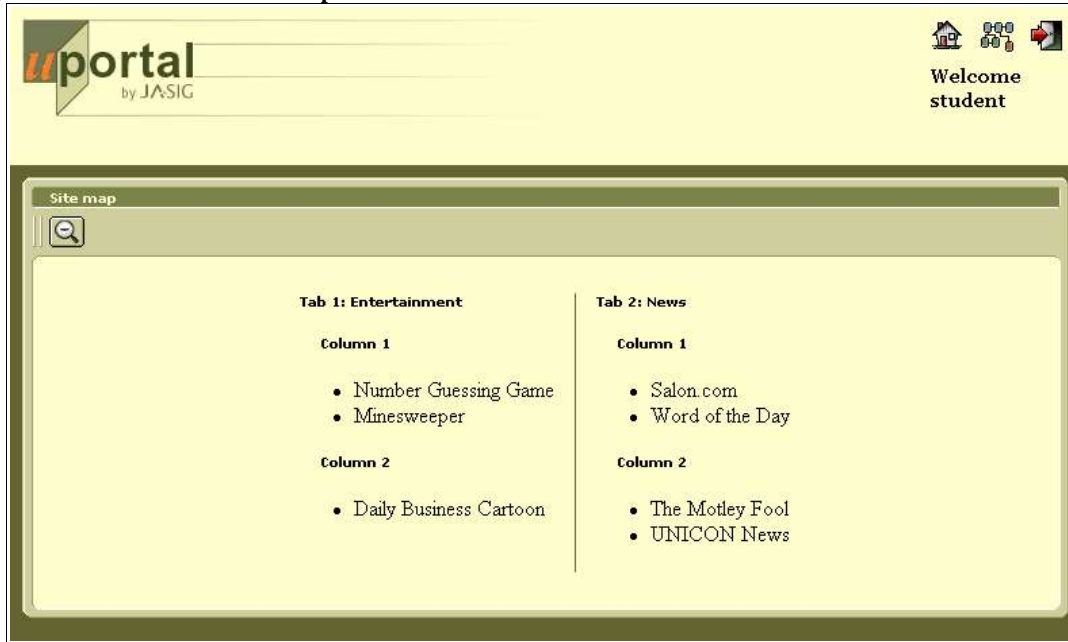 uportal
by JA-SIG
Welcome
student
Site map
Tab 1: Entertainment
Column 1
• Number Guessing Game
• Minesweeper
Column 2
• Daily Business Cartoon
Tab 2: News
Column 1
• Salon.com
• Word of the Day
Column 2
• The Motley Fool
• UNICON News